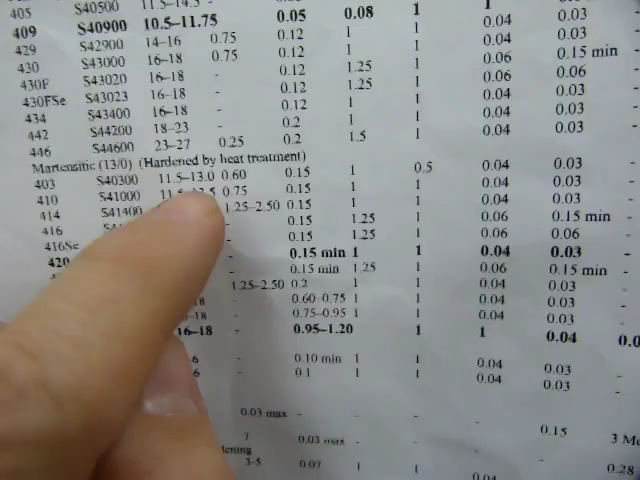 405 S40500 11.5–14.5
409 S40900 10.5–11.75 0.05 0.08 1 1 0.04 0.03
429 S42900 14–16 0.75 0.12 1 1 0.04 0.03
430 S43000 16–18 0.75 0.12 1 1 0.04 0.03
430F S43020 16–18 - 0.12 1.25 1 0.06 0.15 min
430FSe S43023 16–18 - 0.12 1.25 1 0.06 0.06
434 S43400 16–18 - 0.12 1 1 0.04 0.03
442 S44200 18–23 - 0.2 1 1 0.04 0.03
446 S44600 23–27 0.25 0.2 1.5 1 0.04 0.03
Martensitic (13/0) (Hardened by heat treatment)
403 S40300 11.5–13.0 0.60 0.15 1 0.5 0.04 0.03
410 S41000 0.75 0.15 1 1 0.04 0.03
414 S41400 1.25–2.50 0.15 1 1 0.04 0.03
416 - 0.15 1.25 1 0.06 0.15 min
416Se - 0.15 1.25 1 0.06 0.06
420 - 0.15 min 1 1 0.04 0.03
- 0.15 min 1.25 1 0.06 0.15 min
1.25–2.50 0.2 1 1 0.04 0.03
- 0.60–0.75 1 1 0.04 0.03
- 0.75–0.95 1 1 0.04 0.03
16–18 - 0.95–1.20 1 1 0.04 0.03
- 0.10 min 1 1 0.04 0.03
- 0.1 1 1 0.04 0.03
0.03 max - - - -
7 0.03 max - - - 0.15 3
3-5 0.07 1 1 0.04 - 0.28